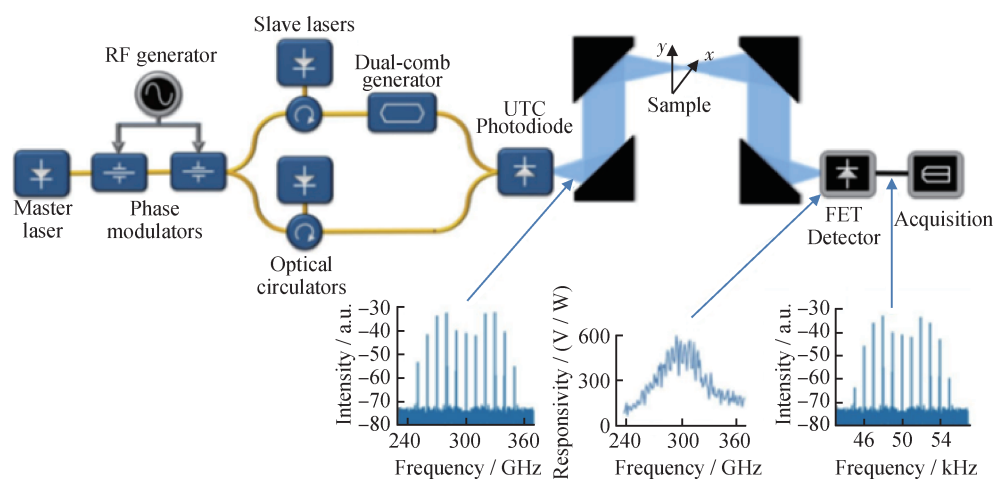 Slave lasers
RF generator
Dual-comb
generator
UTC
Photodiode
y
x
Sample
Master
laser
Phase
modulators
Optical
circulators
FET
Detector
Acquisition
Intensity / a.u.
−30
−40
−50
−60
−70
−80
240
300
360
Frequency / GHz
Responsivity / (V / W)
600
300
0
240
300
360
Frequency / GHz
Intensity / a.u.
−30
−40
−50
−60
−70
−80
46
50
54
Frequency / kHz